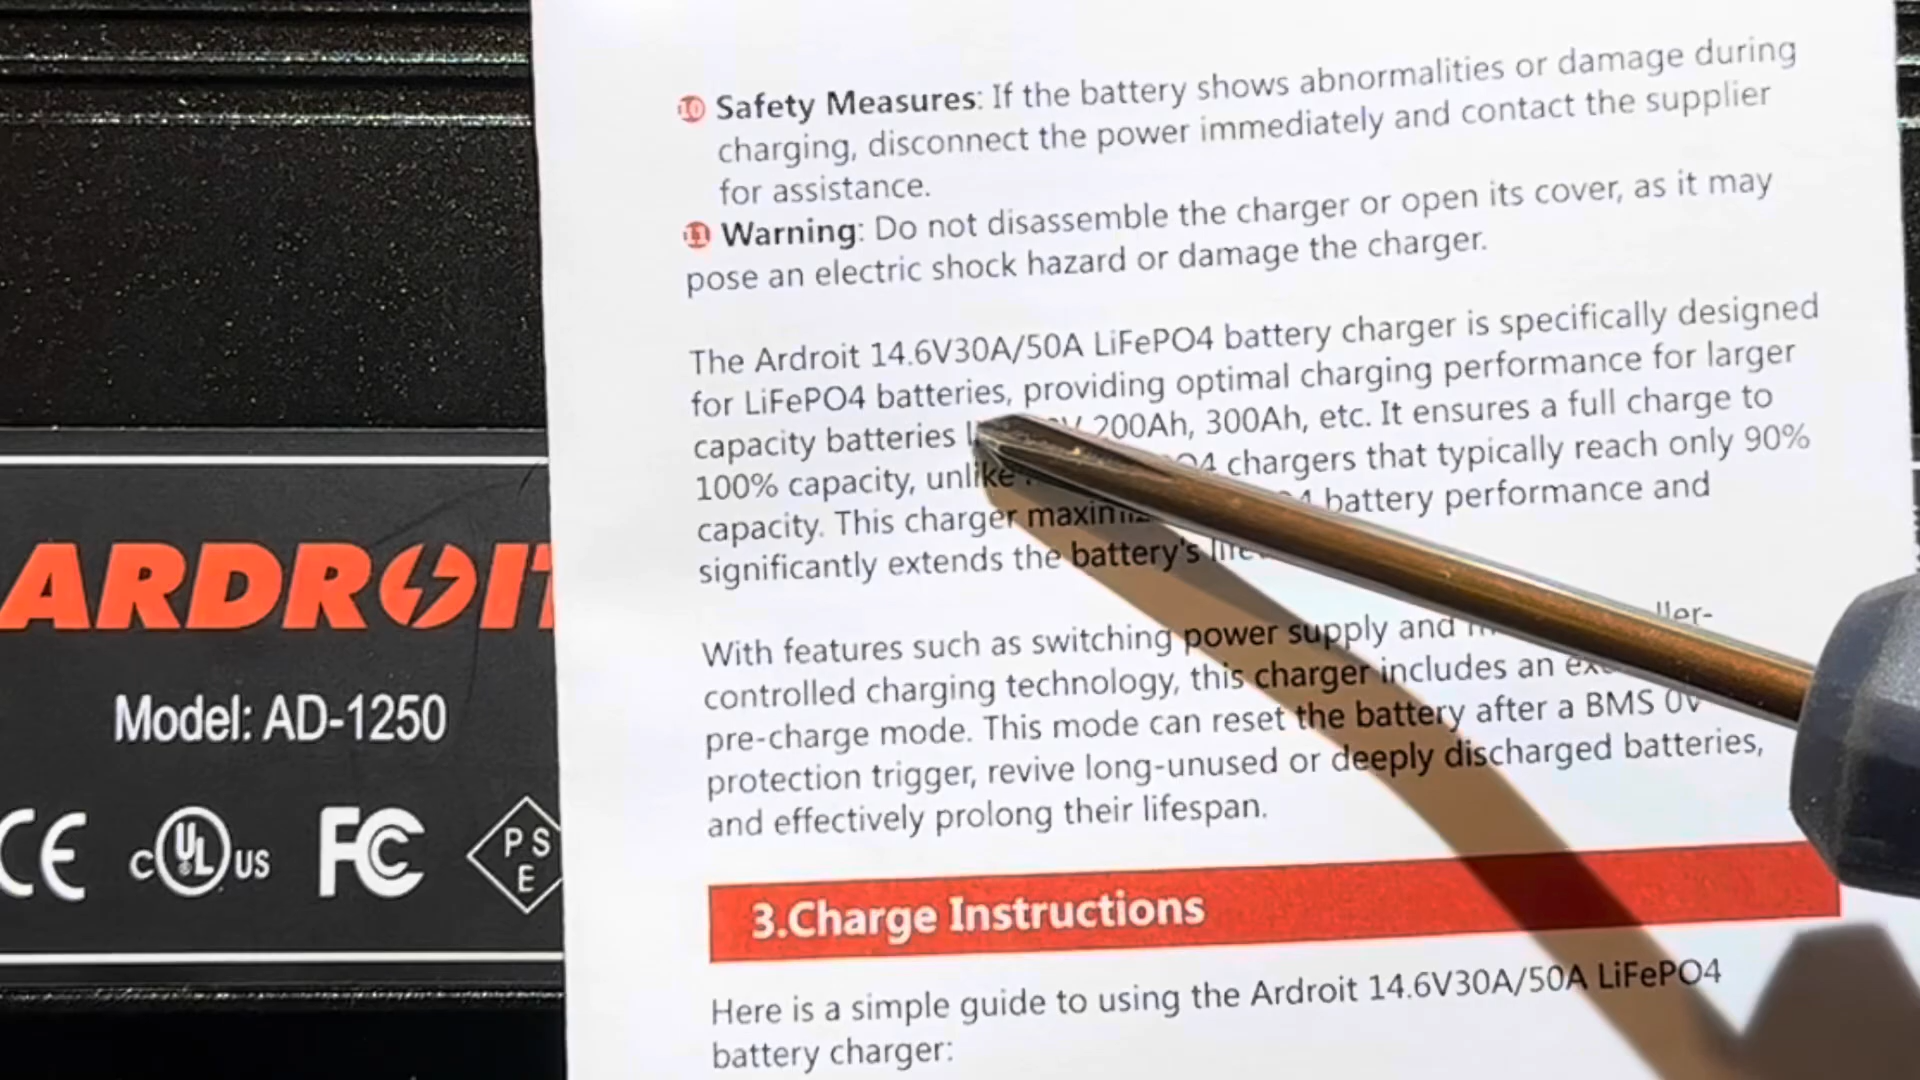 10 Safety Measures: If the battery shows abnormalities or damage during
charging, disconnect the power immediately and contact the supplier
for assistance.
11 Warning: Do not disassemble the charger or open its cover, as it may
pose an electric shock hazard or damage the charger.
The Ardroit 14.6V30A/50A LiFePO4 battery charger is specifically designed
for LiFePO4 batteries, providing optimal charging performance for larger
capacity batteries 200Ah, 300Ah, etc. It ensures a full charge to
100% capacity, unlike chargers that typically reach only 90%
capacity. This charger battery performance and
significantly extends the battery's
With features such as switching power supply and
controlled charging technology, this charger includes an
pre-charge mode. This mode can reset the battery after a BMS 0V
protection trigger, revive long-unused or deeply discharged batteries,
and effectively prolong their lifespan.
3.Charge Instructions
Here is a simple guide to using the Ardroit 14.6V30A/50A LiFePO4
battery charger:
ARDROIT
Model: AD-1250
CE c UL us FC PSE